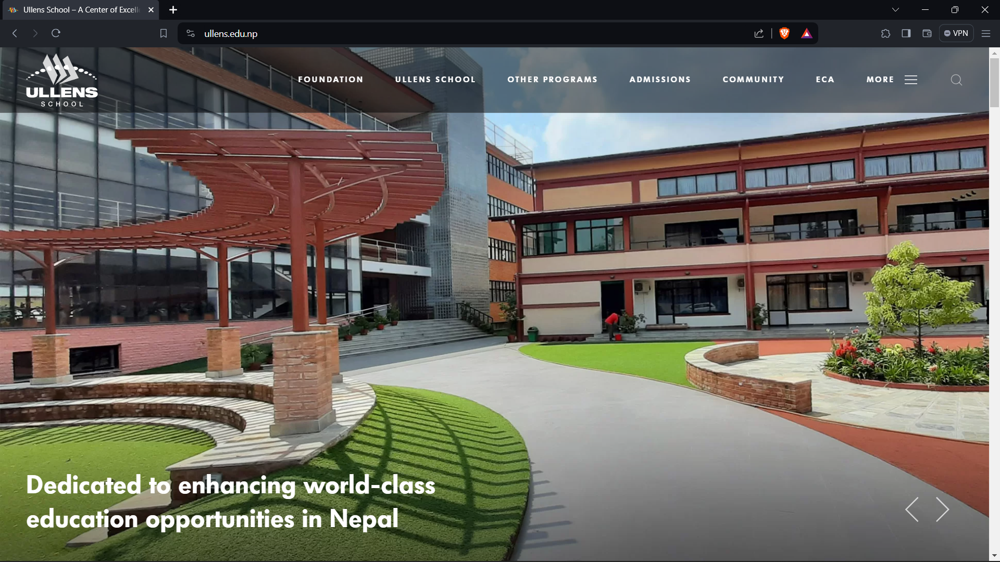 Ullens School – A Center of Excell
ullens.edu.np
VPN
ULLENS
SCHOOL
FOUNDATION
ULLENS SCHOOL
OTHER PROGRAMS
ADMISSIONS
COMMUNITY
ECA
MORE
Dedicated to enhancing world-class
education opportunities in Nepal